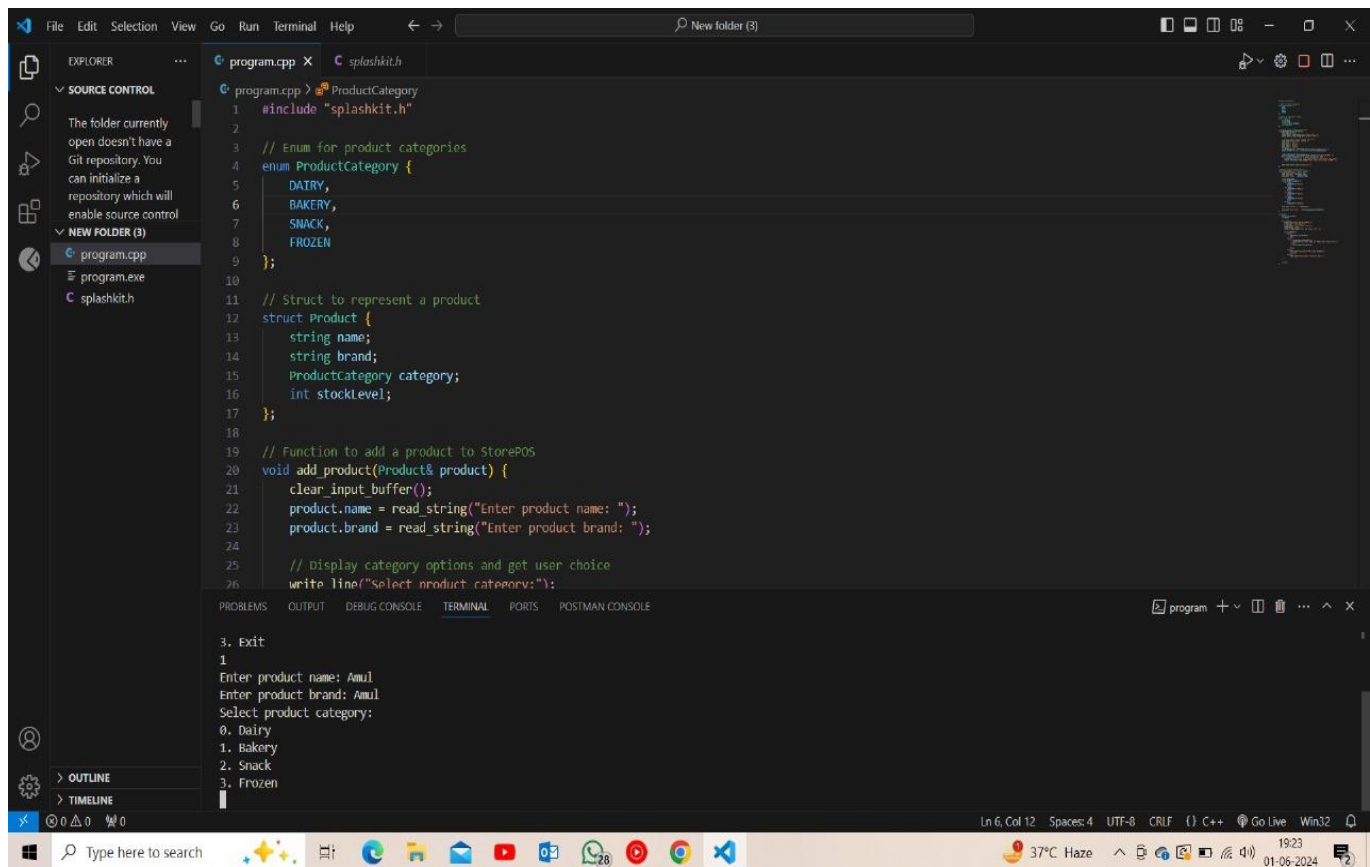 File Edit Selection View Go Run Terminal Help
New folder (3)
EXPLORER
SOURCE CONTROL
The folder currently
open doesn't have a
Git repository. You
can initialize a
repository which will
enable source control
NEW FOLDER (3)
program.cpp
program.exe
splashkit.h
OUTLINE
TIMELINE
program.cpp splashkit.h
program.cpp > ProductCategory
1 #include "splashkit.h"
2
3 // Enum for product categories
4 enum ProductCategory {
5 DAIRY,
6 BAKERY,
7 SNACK,
8 FROZEN
9 };
10
11 // Struct to represent a product
12 struct Product {
13 string name;
14 string brand;
15 ProductCategory category;
16 int stockLevel;
17 };
18
19 // Function to add a product to StorePOS
20 void add_product(Product& product) {
21 clear_input_buffer();
22 product.name = read_string("Enter product name: ");
23 product.brand = read_string("Enter product brand: ");
24
25 // Display category options and get user choice
26 write_line("Select product category:");
PROBLEMS OUTPUT DEBUG CONSOLE TERMINAL PORTS POSTMAN CONSOLE
program
3. Exit
1
Enter product name: Amul
Enter product brand: Amul
Select product category:
0. Dairy
1. Bakery
2. Snack
3. Frozen
0 0 0
Ln 6, Col 12 Spaces: 4 UTF-8 CRLF {} C++ Go Live Win32
Type here to search
28
37°C Haze
19:23
01-06-2024